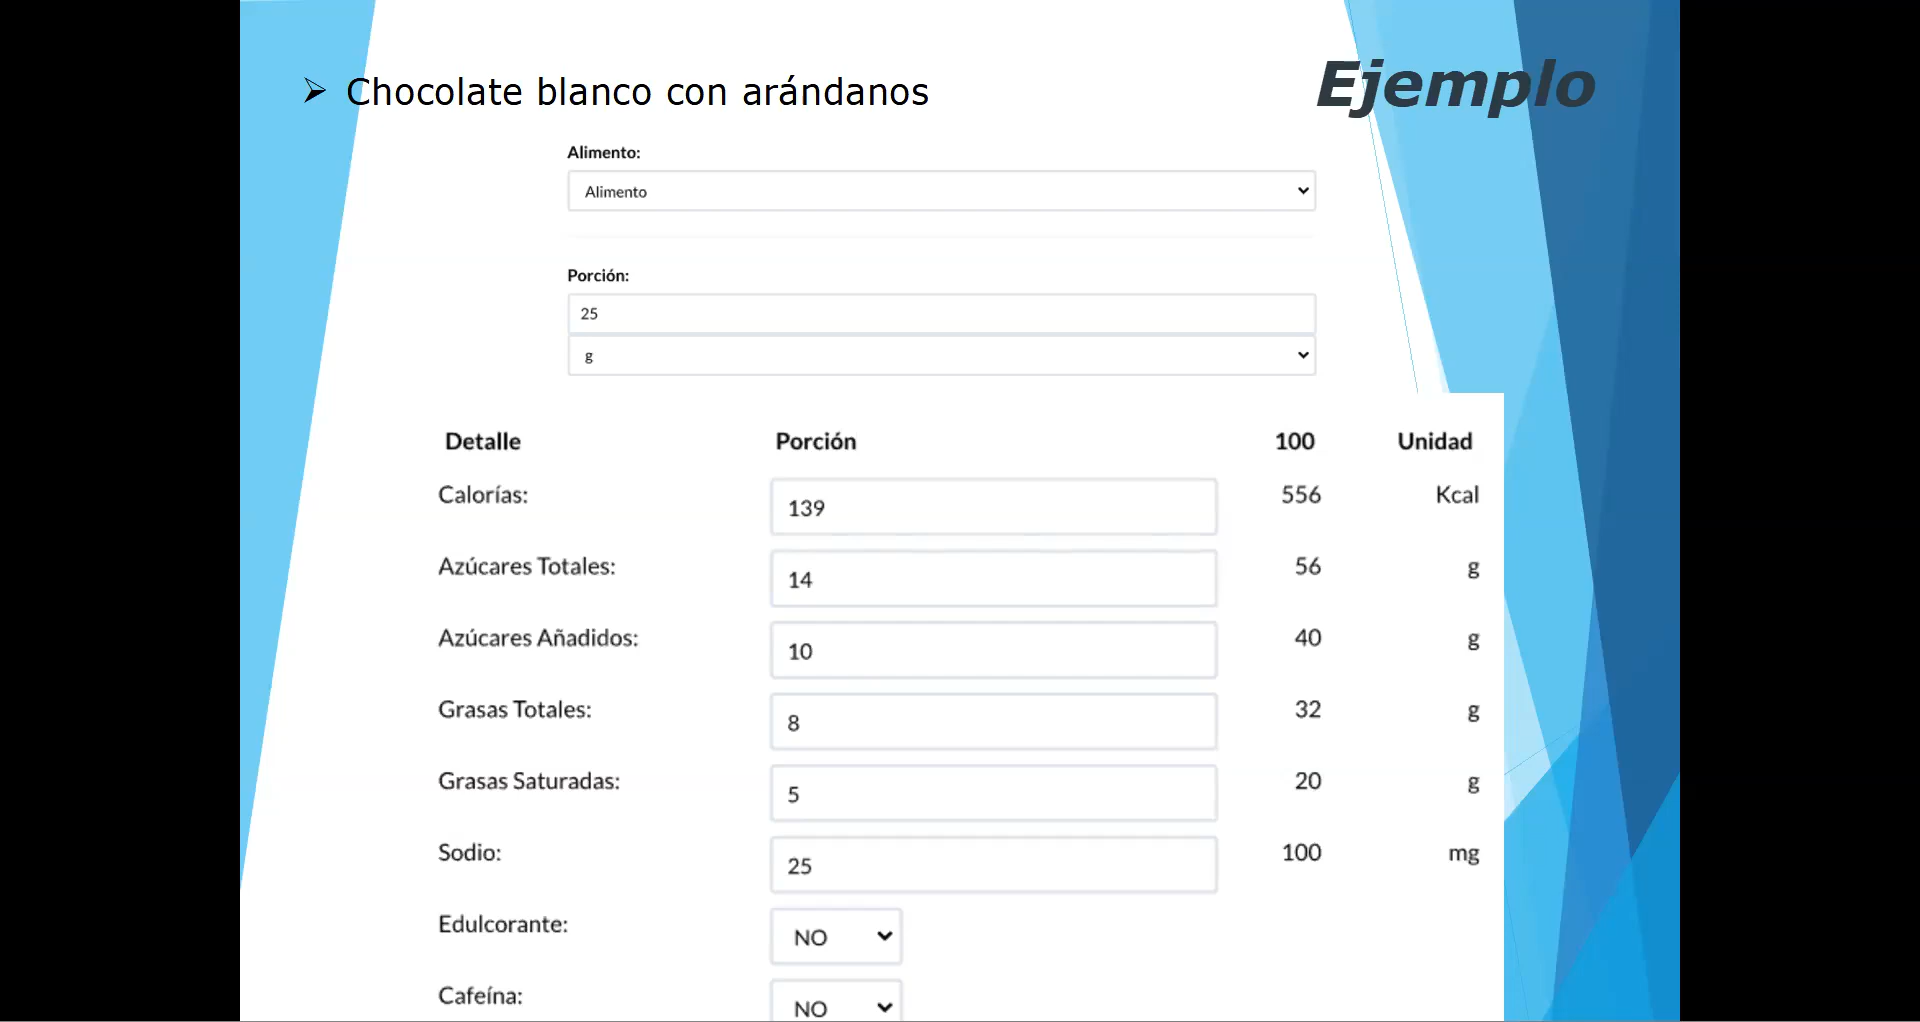 Chocolate blanco con arándanos
Ejemplo
Alimento:
Alimento
Porción:
25
g
Detalle Porción 100 Unidad
Calorías: 139 556 Kcal
Azúcares Totales: 14 56 g
Azúcares Añadidos: 10 40 g
Grasas Totales: 8 32 g
Grasas Saturadas: 5 20 g
Sodio: 25 100 mg
Edulcorante: NO
Cafeína: NO